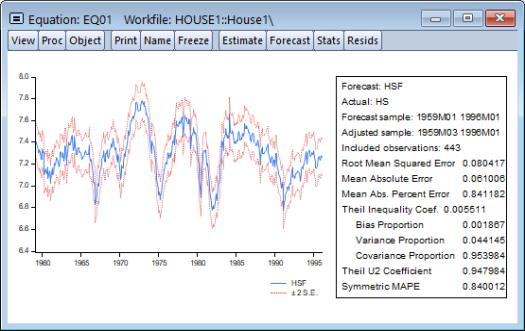 Equation: EQ01 Workfile: HOUSE1::House1\
View Proc Object Print Name Freeze Estimate Forecast Stats Resids
8.0
7.8
7.6
7.4
7.2
7.0
6.8
6.6
6.4
1960 1965 1970 1975 1980 1985 1990 1995
HSF
±2 S.E.
Forecast: HSF
Actual: HS
Forecast sample: 1959M01 1996M01
Adjusted sample: 1959M03 1996M01
Included observations: 443
Root Mean Squared Error 0.080417
Mean Absolute Error 0.061006
Mean Abs. Percent Error 0.841182
Theil Inequality Coef. 0.005511
Bias Proportion 0.001867
Variance Proportion 0.044145
Covariance Proportion 0.953984
Theil U2 Coefficient 0.947984
Symmetric MAPE 0.840012